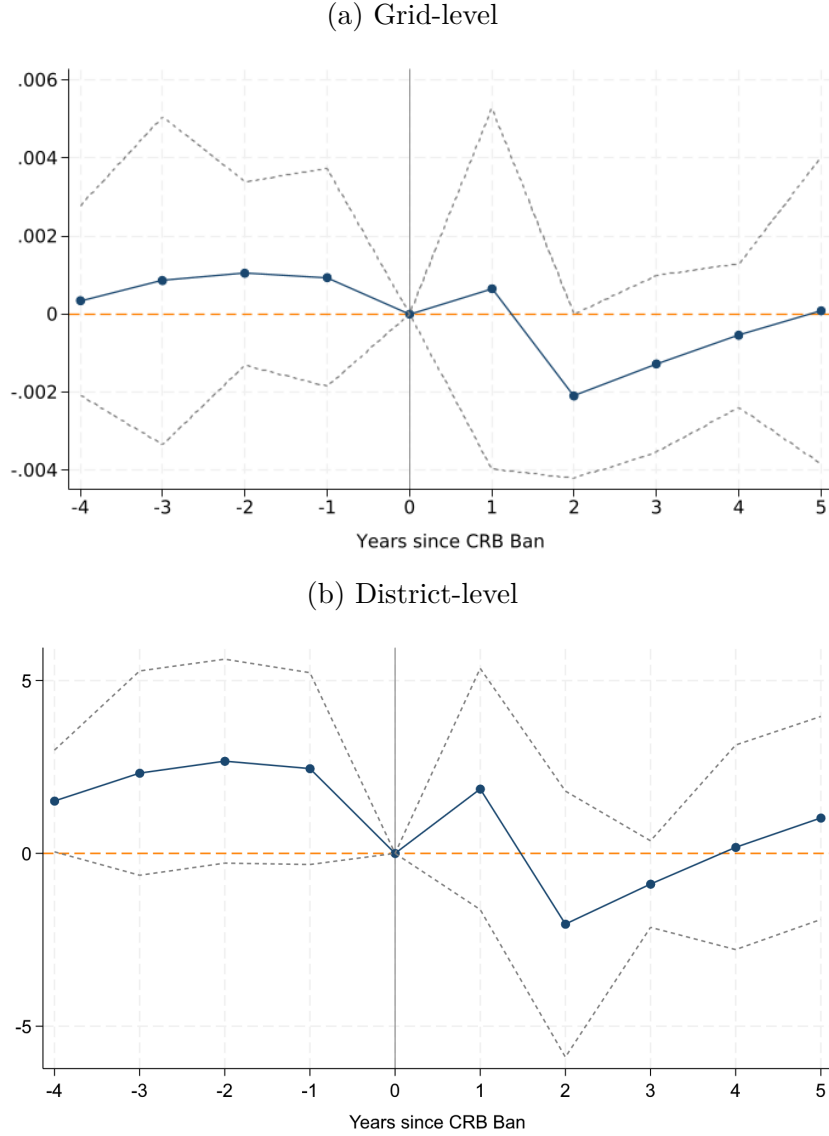 (a) Grid-level
.006
.004
.002
0
-.002
-.004
-4 -3 -2 -1 0 1 2 3 4 5
Years since CRB Ban
(b) District-level
5
0
-5
-4 -3 -2 -1 0 1 2 3 4 5
Years since CRB Ban